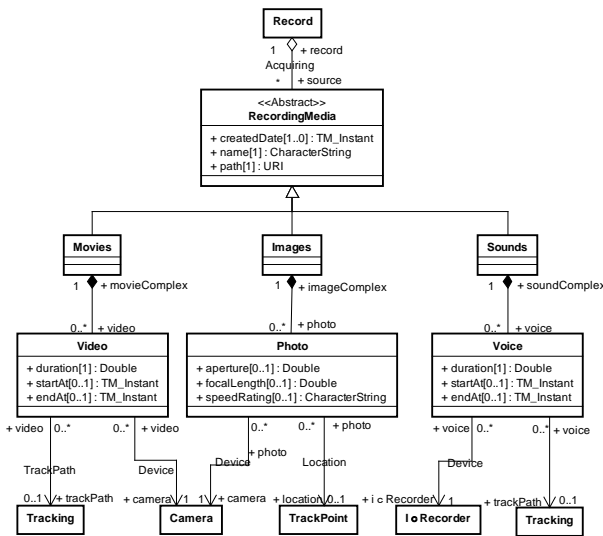 Record
1 + record
Acquiring
* + source
<<Abstract>>
RecordingMedia
+ createdDate[1..0] : TM_Instant
+ name[1] : CharacterString
+ path[1] : URI
Movies
Images
Sounds
1 + movieComplex
1 + imageComplex
1 + soundComplex
0..* + video
0..* + photo
0..* + voice
Video
+ duration[1] : Double
+ startAt[0..1] : TM_Instant
+ endAt[0..1] : TM_Instant
Photo
+ aperture[0..1] : Double
+ focalLength[0..1] : Double
+ speedRating[0..1] : CharacterString
Voice
+ duration[1] : Double
+ startAt[0..1] : TM_Instant
+ endAt[0..1] : TM_Instant
+ video 0..* 0..* + video
0..* + photo
0..* + photo
+ voice 0..* 0..* + voice
TrackPath
Device
Device
Location
Device
0..1 + trackPath
+ camera 1
1 + camera
+ location 0..1
+ icRecorder 1
+ trackPath 0..1
Tracking
Camera
TrackPoint
IcRecorder
Tracking